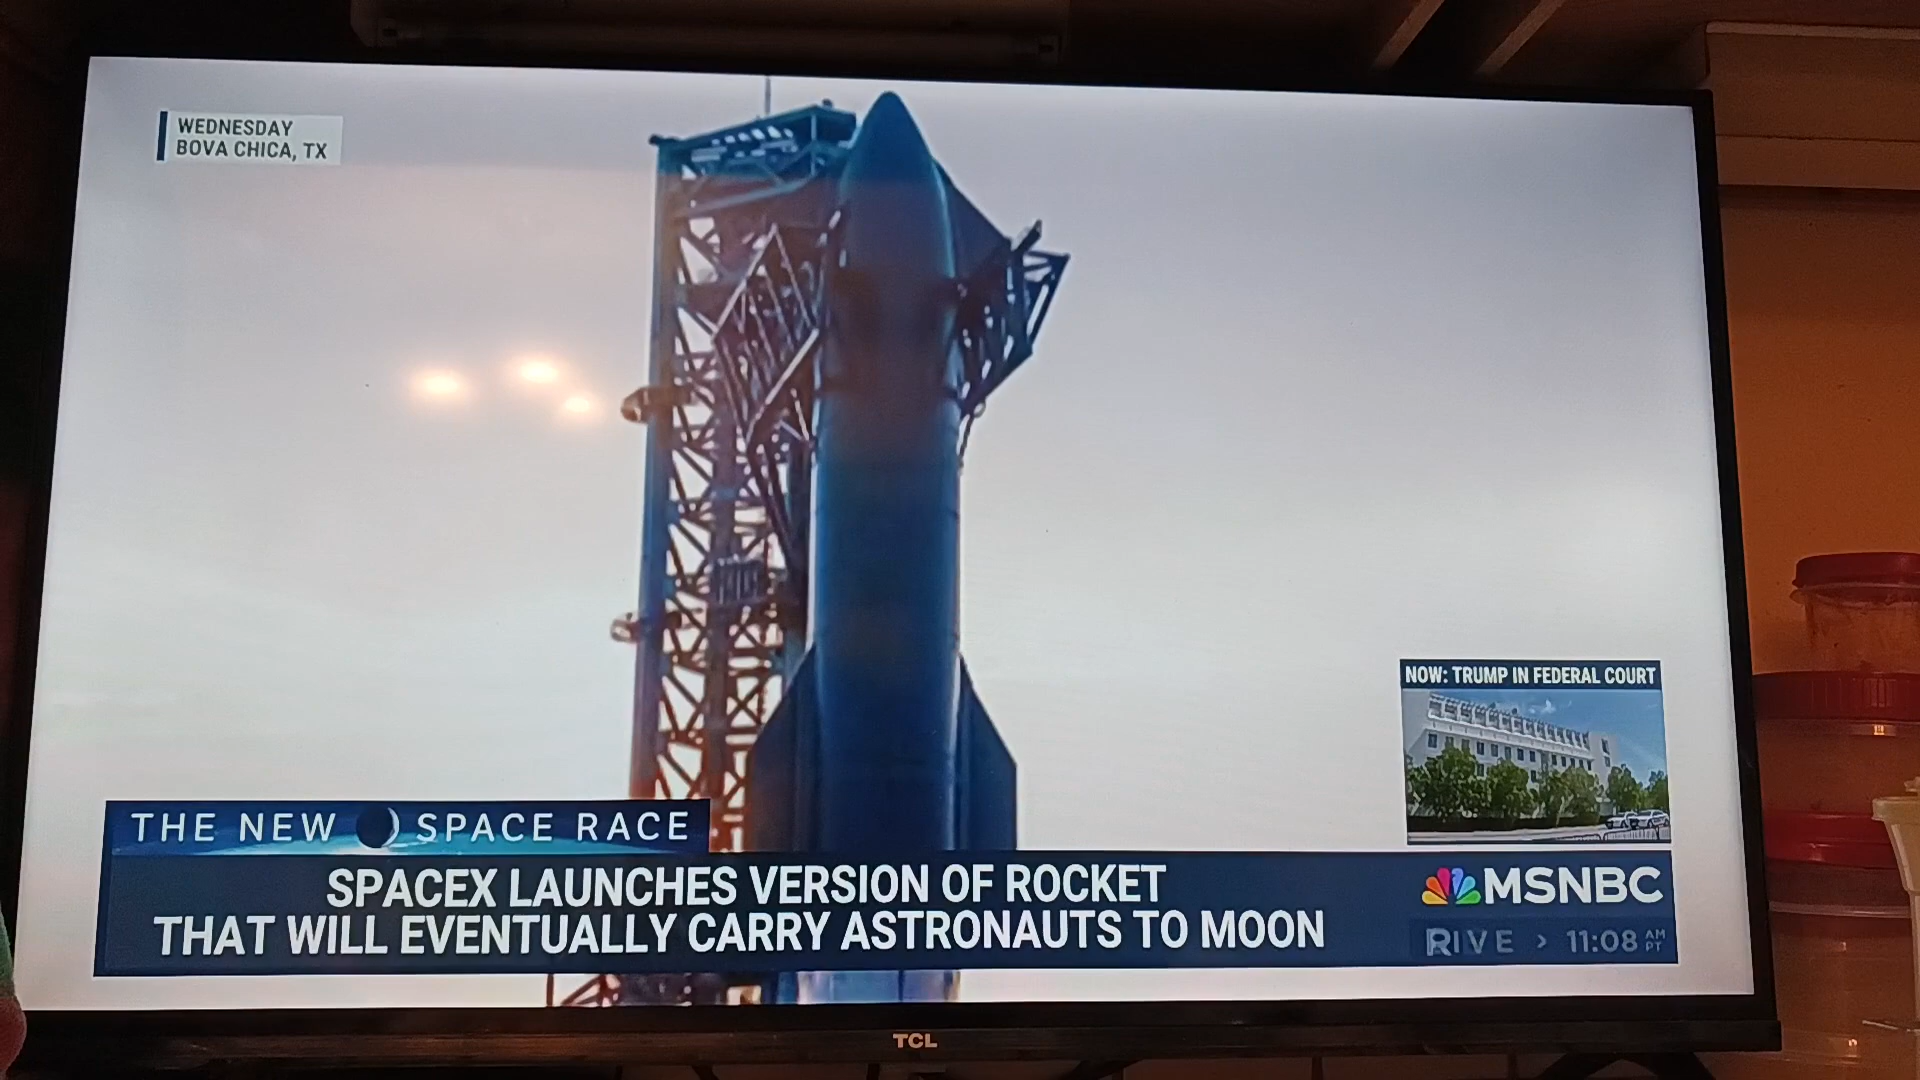 WEDNESDAY
BOVA CHICA, TX
NOW: TRUMP IN FEDERAL COURT
THE NEW SPACE RACE
SPACEX LAUNCHES VERSION OF ROCKET
THAT WILL EVENTUALLY CARRY ASTRONAUTS TO MOON
MSNBC
11:08 AM PT
TCL